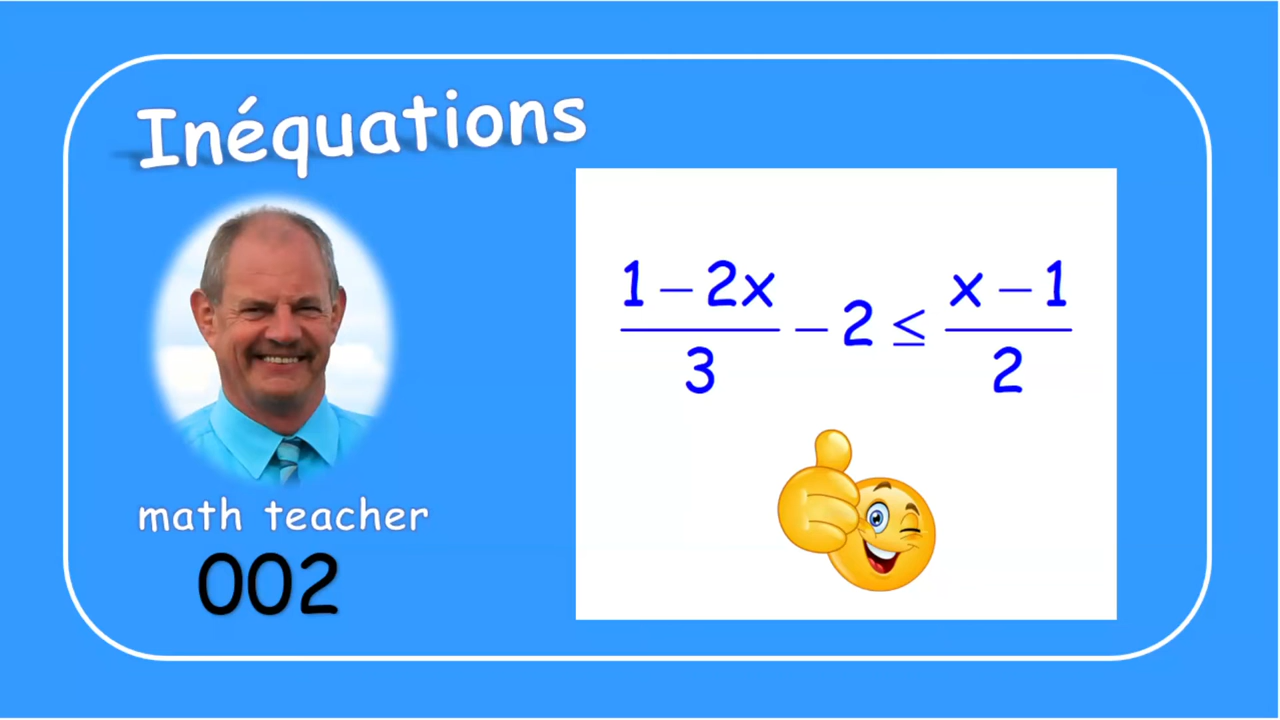 Inéquations
1 – 2x / 3 – 2 ≤ x – 1 / 2
math teacher
002